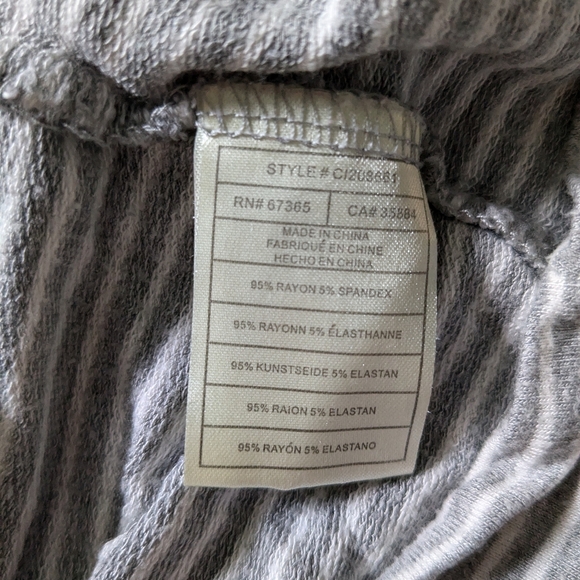 STYLE # CI208681
RN# 67365 CA# 35884
MADE IN CHINA
FABRIQUÉ EN CHINE
HECHO EN CHINA
95% RAYON 5% SPANDEX
95% RAYONN 5% ÉLASTHANNE
95% KUNSTSEIDE 5% ELASTAN
95% RAION 5% ELASTAN
95% RAYÓN 5% ELASTANO